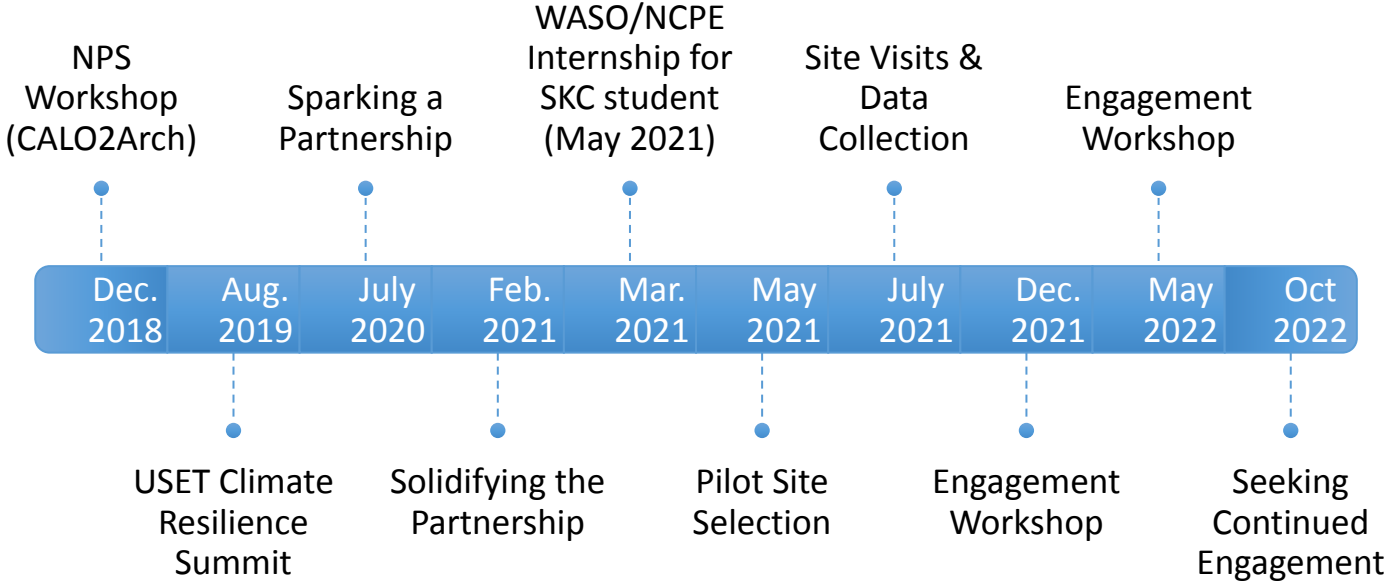 NPS
Workshop
(CALO2Arch)
Sparking a
Partnership
WASO/NCPE
Internship for
SKC student
(May 2021)
Site Visits &
Data
Collection
Engagement
Workshop
Dec.
2018
Aug.
2019
July
2020
Feb.
2021
Mar.
2021
May
2021
July
2021
Dec.
2021
May
2022
Oct
2022
USET Climate
Resilience
Summit
Solidifying the
Partnership
Pilot Site
Selection
Engagement
Workshop
Seeking
Continued
Engagement